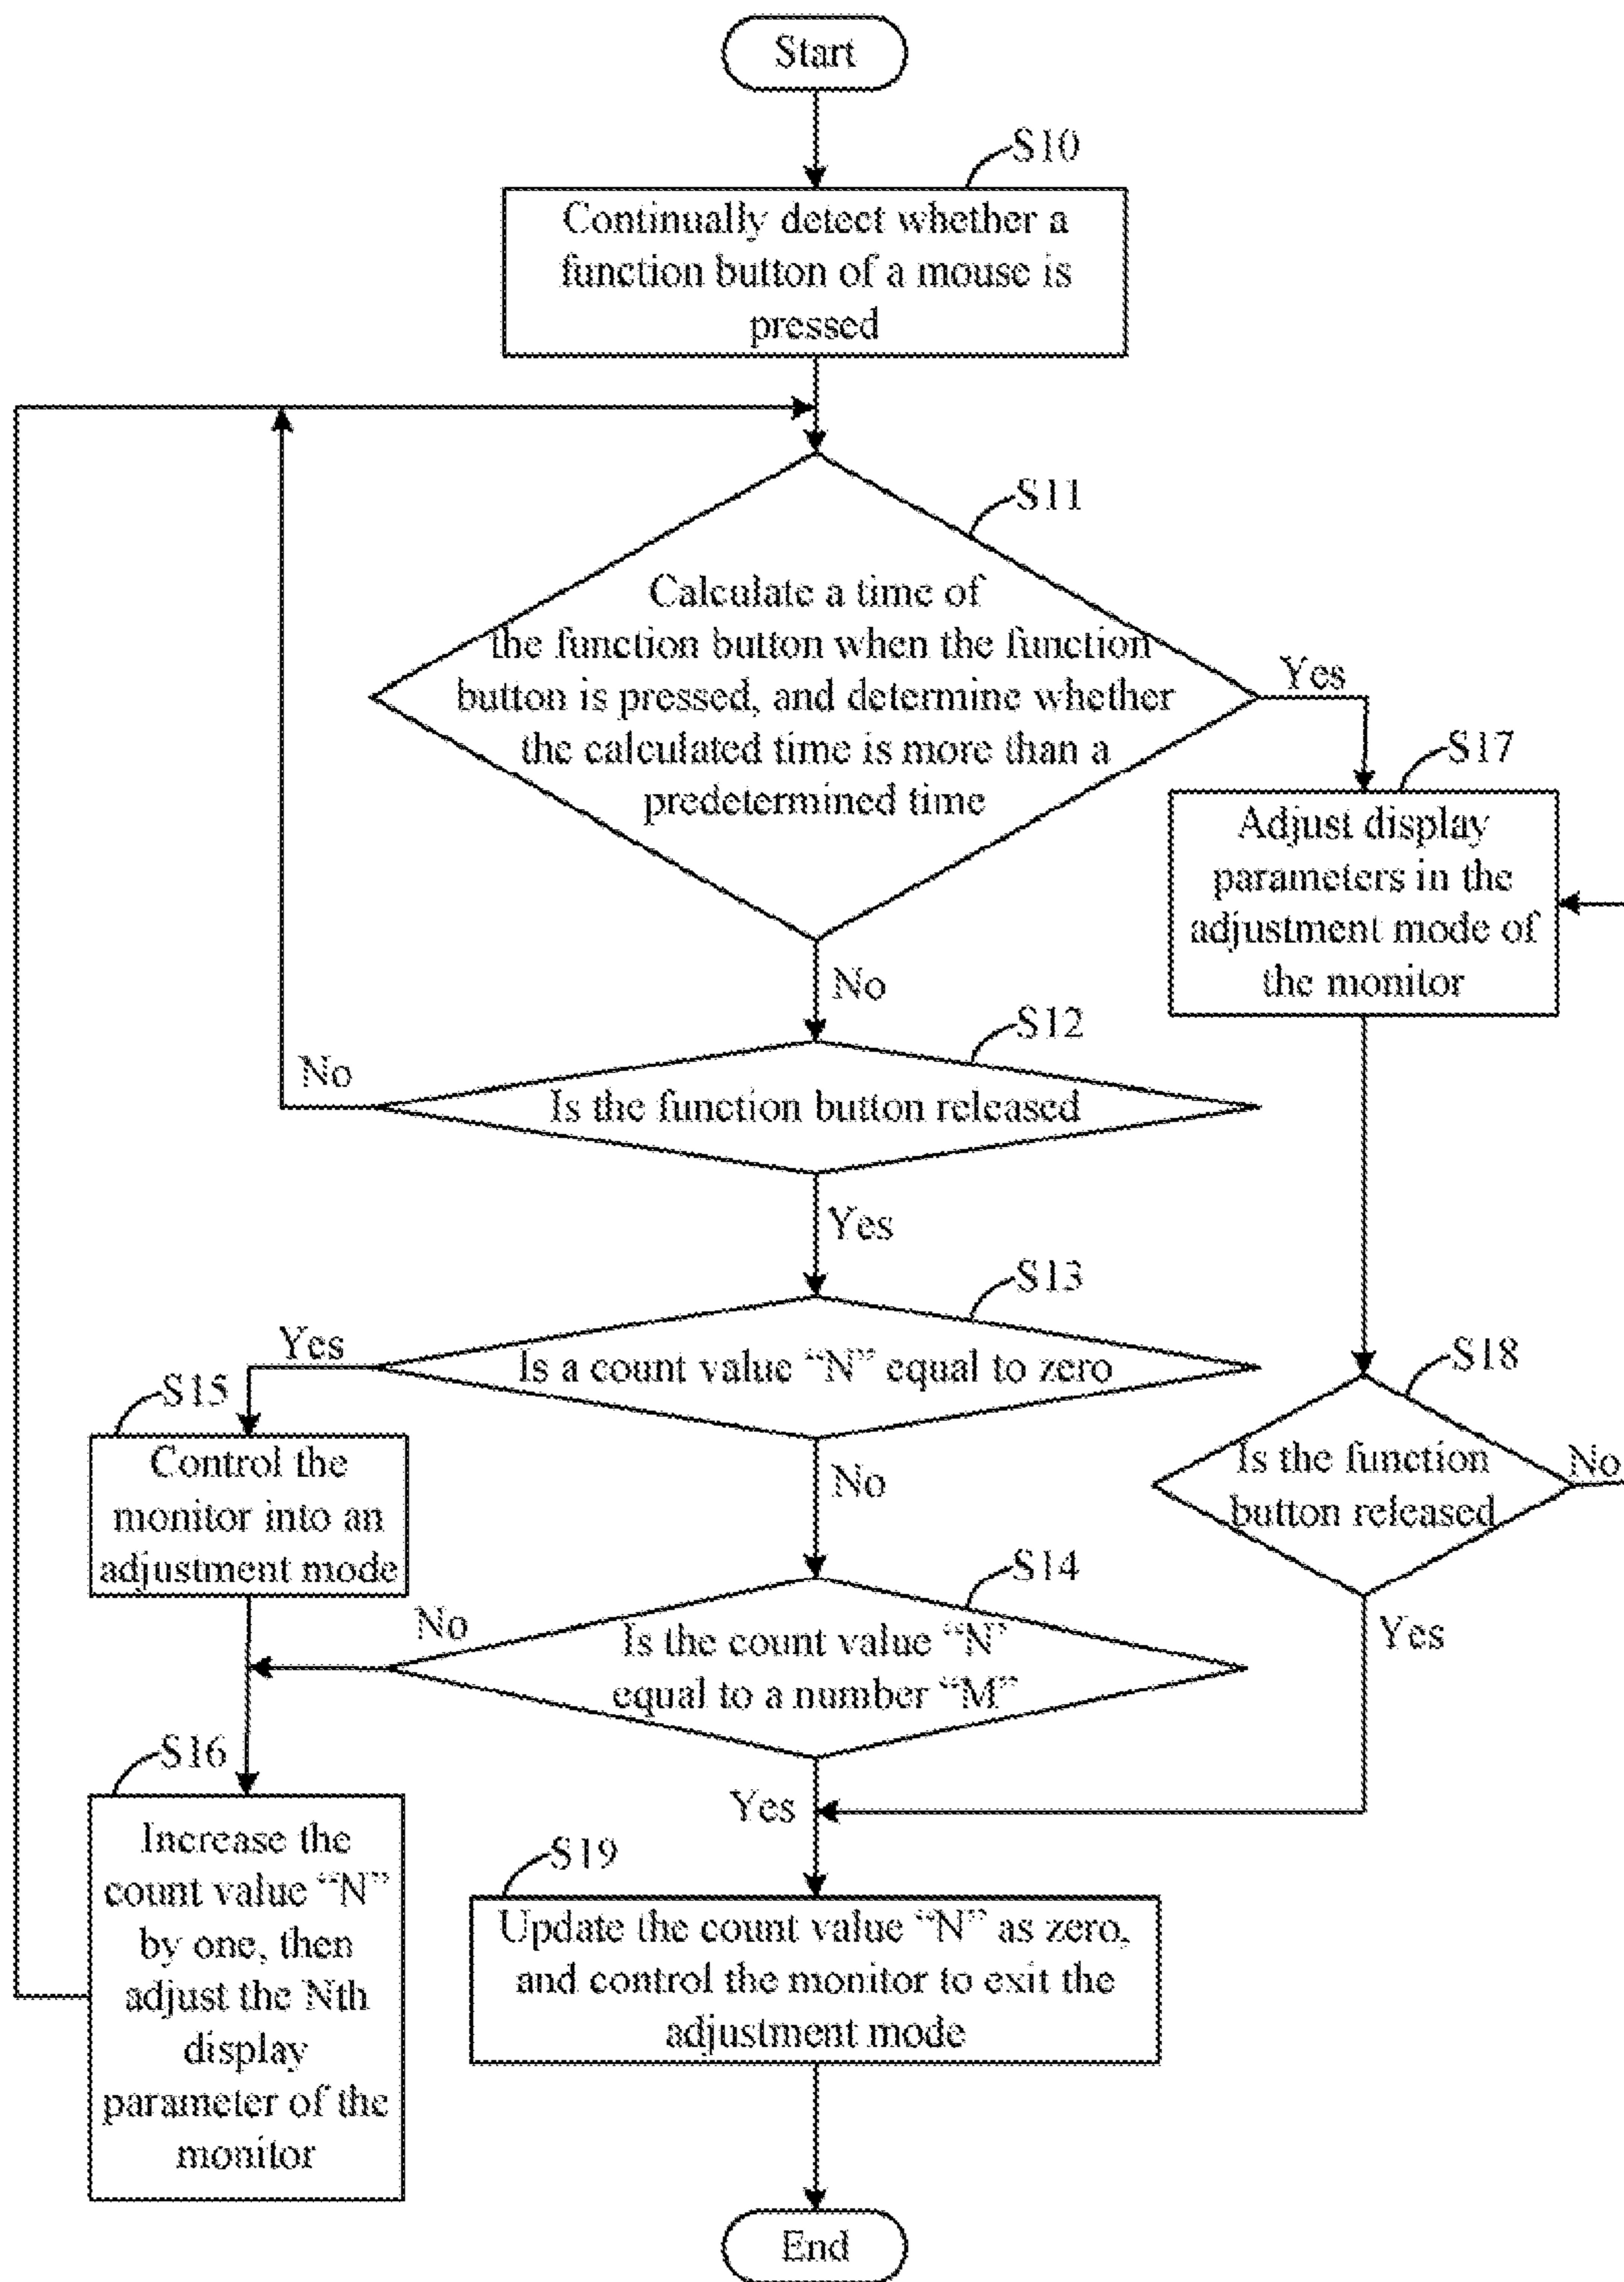 Start
S10
Continually detect whether a
function button of a mouse is
pressed
S11
Calculate a time of
the function button when the function
button is pressed, and determine whether
the calculated time is more than a
predetermined time
Yes
S17
Adjust display
parameters in the
adjustment mode of
the monitor
No
S12
Is the function button released
No
Yes
S13
Is a count value “N” equal to zero
Yes
S15
Control the
monitor into an
adjustment mode
No
S18
Is the function
button released
No
Yes
S14
Is the count value “N”
equal to a number “M”
No
Yes
S16
Increase the
count value “N”
by one, then
adjust the Nth
display
parameter of the
monitor
S19
Update the count value “N” as zero,
and control the monitor to exit the
adjustment mode
End